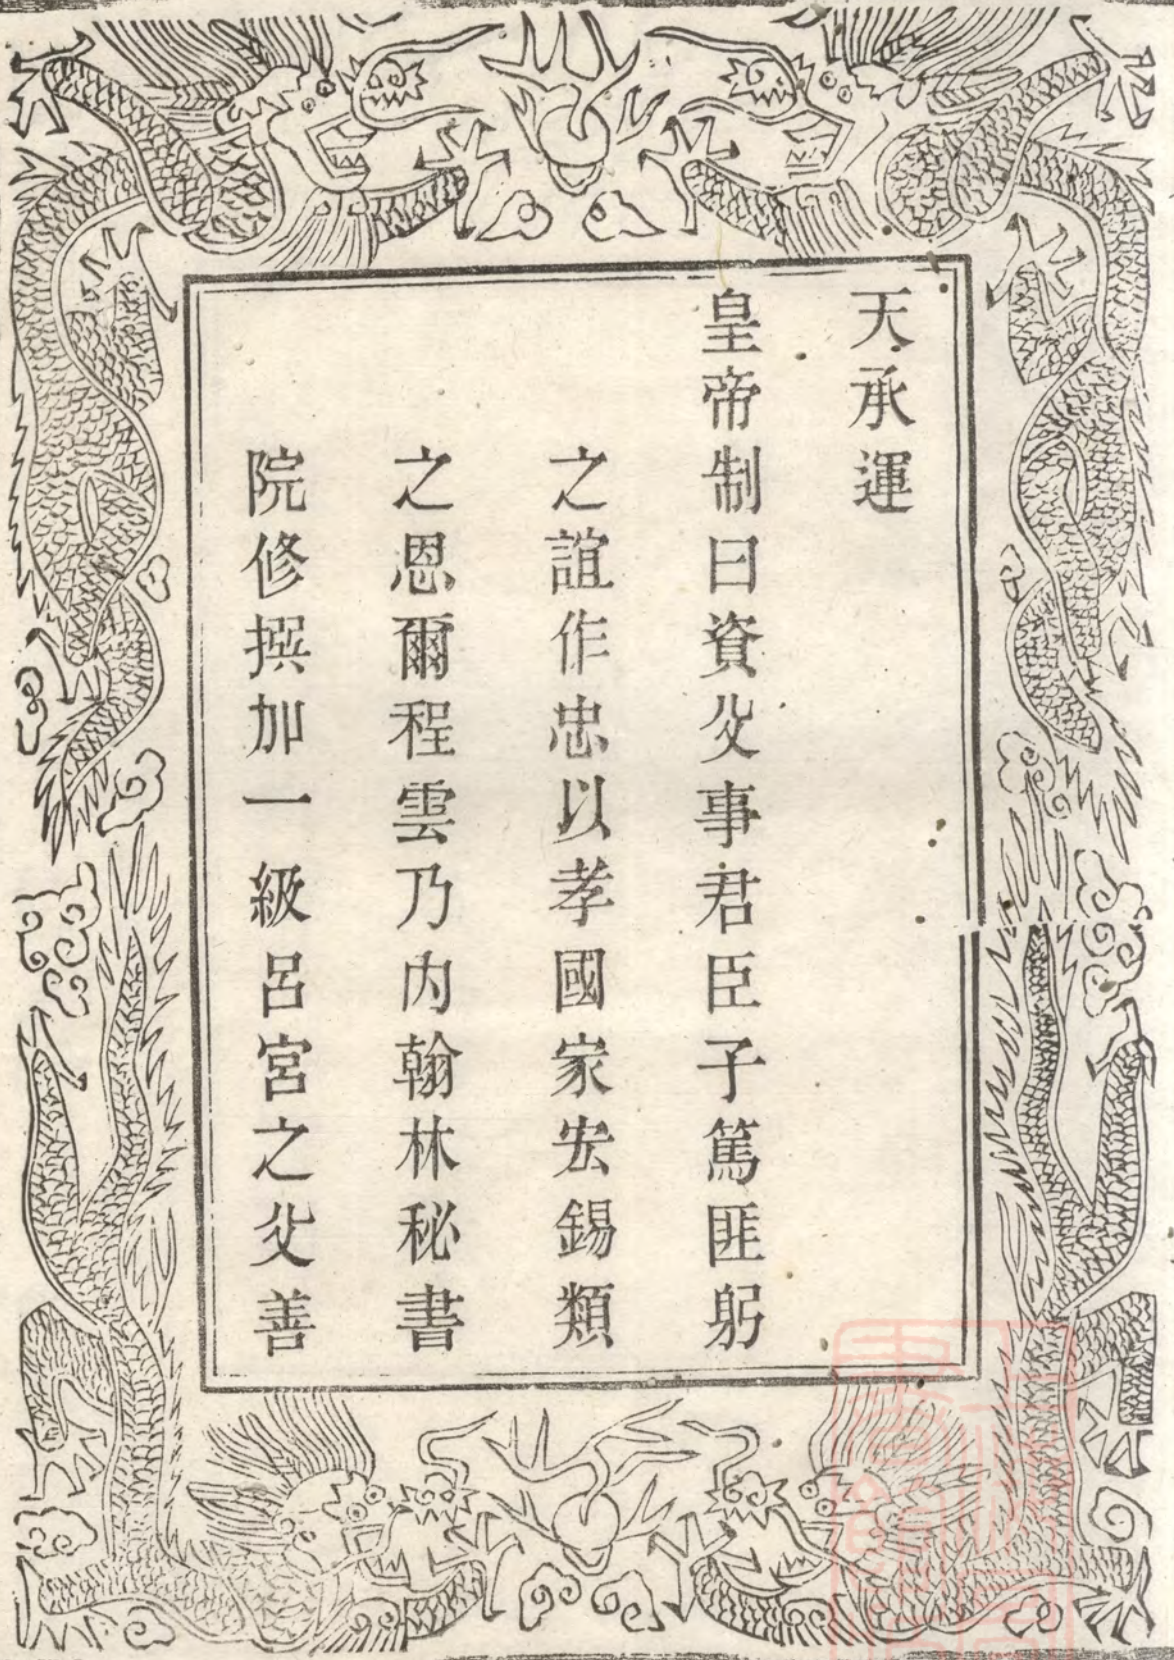 天承運
皇帝制曰資父事君臣子篤匪躬
之誼作忠以孝國家宏錫類
之恩爾程雲乃內翰林秘書
院修撰加一級呂宮之父善